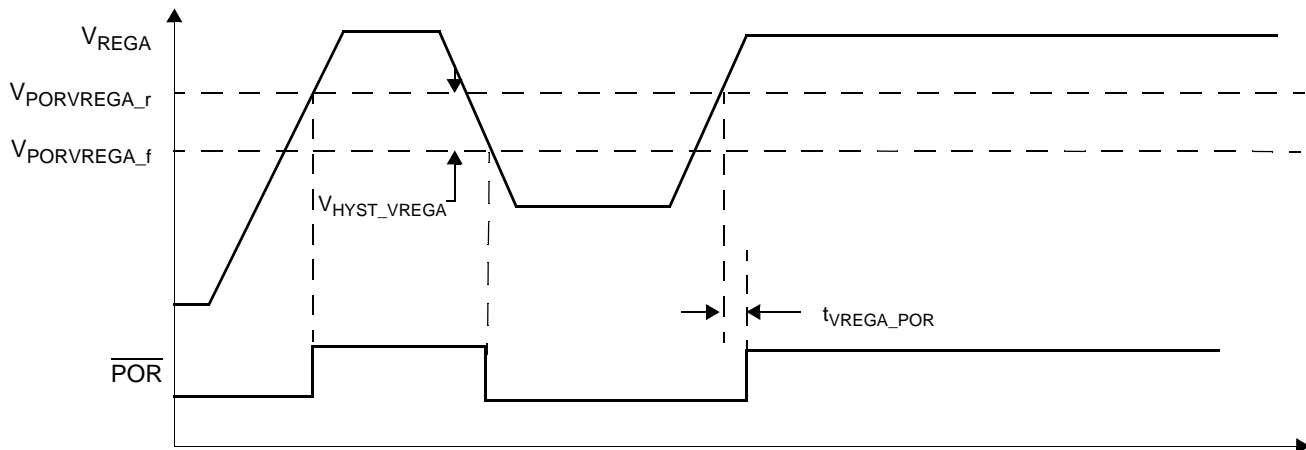 VREGA
VPORVREGA_r
VPORVREGA_f
VHYST_VREGA
tVREGA_POR
POR